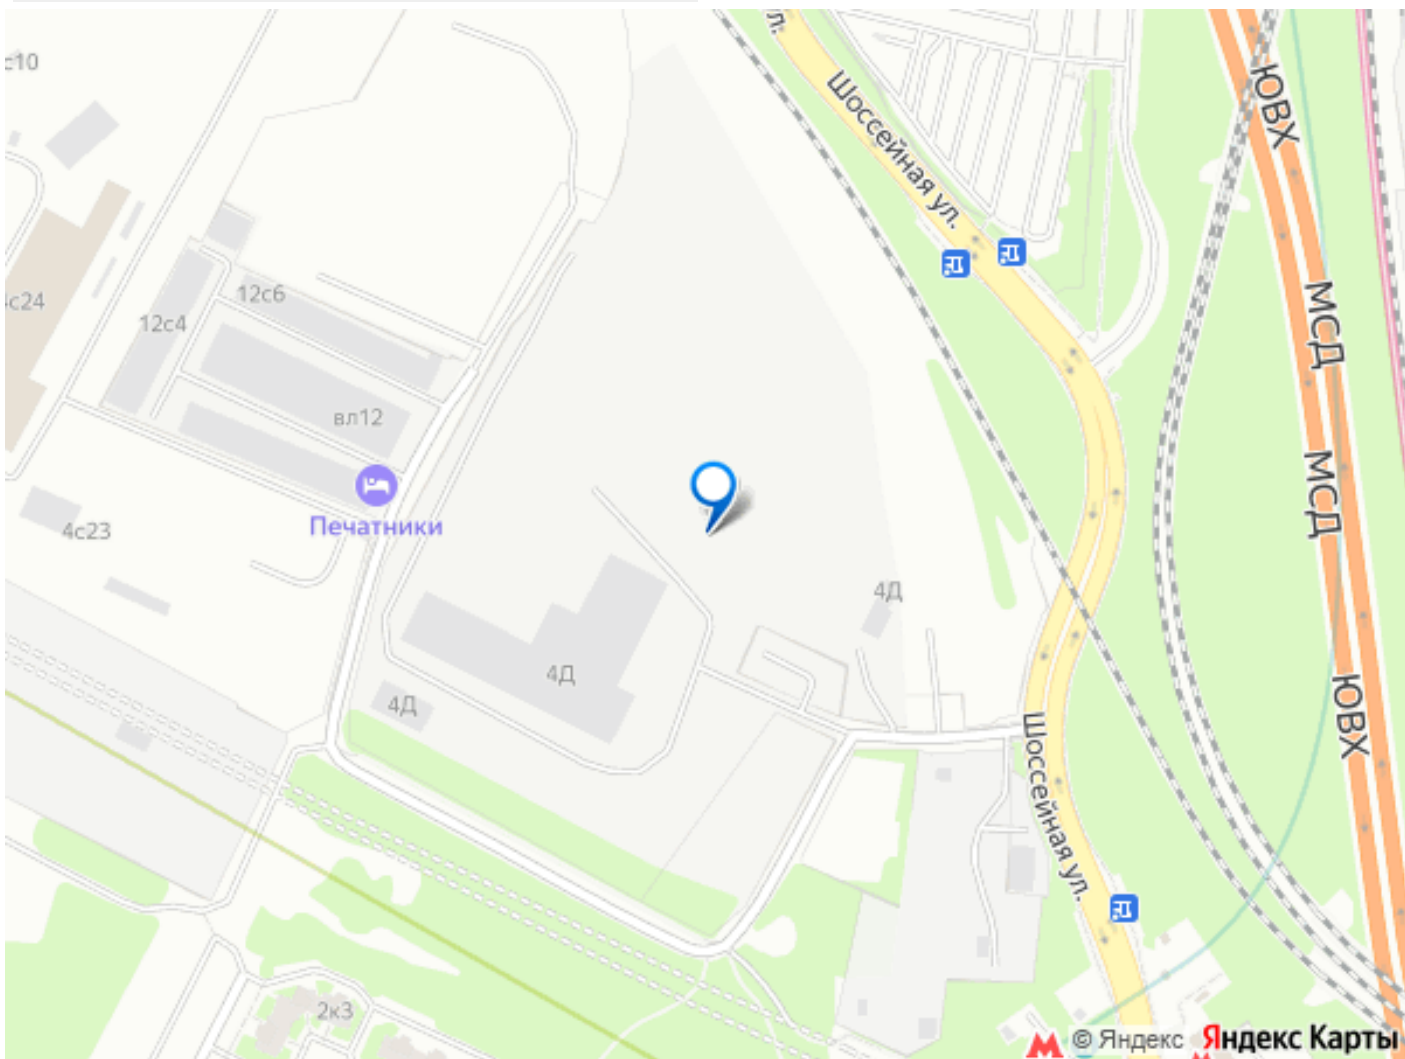 ул.
с10
ЮВХ
Шоссейная ул.
12с6
с24
12с4
МСД
вл12
МСД
4с23
Печатники
4Д
4Д
4Д
ЮВХ
Шоссейная ул.
2к3
© Яндекс Яндекс Карты